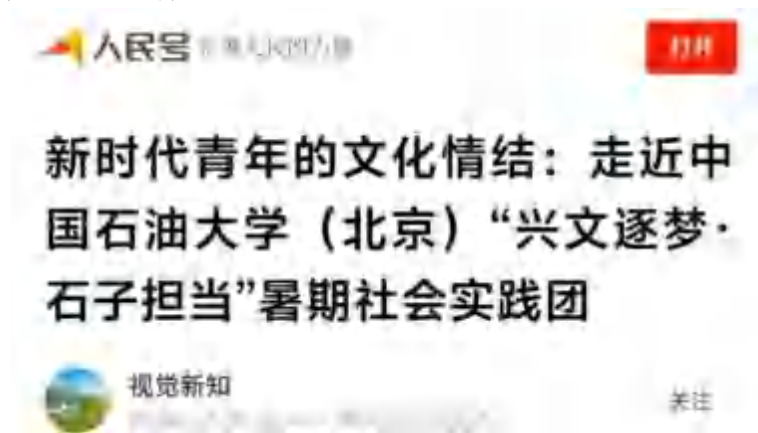 人民号
打开
新时代青年的文化情结：走近中
国石油大学（北京）“兴文逐梦·
石子担当”暑期社会实践团
视觉新知
关注